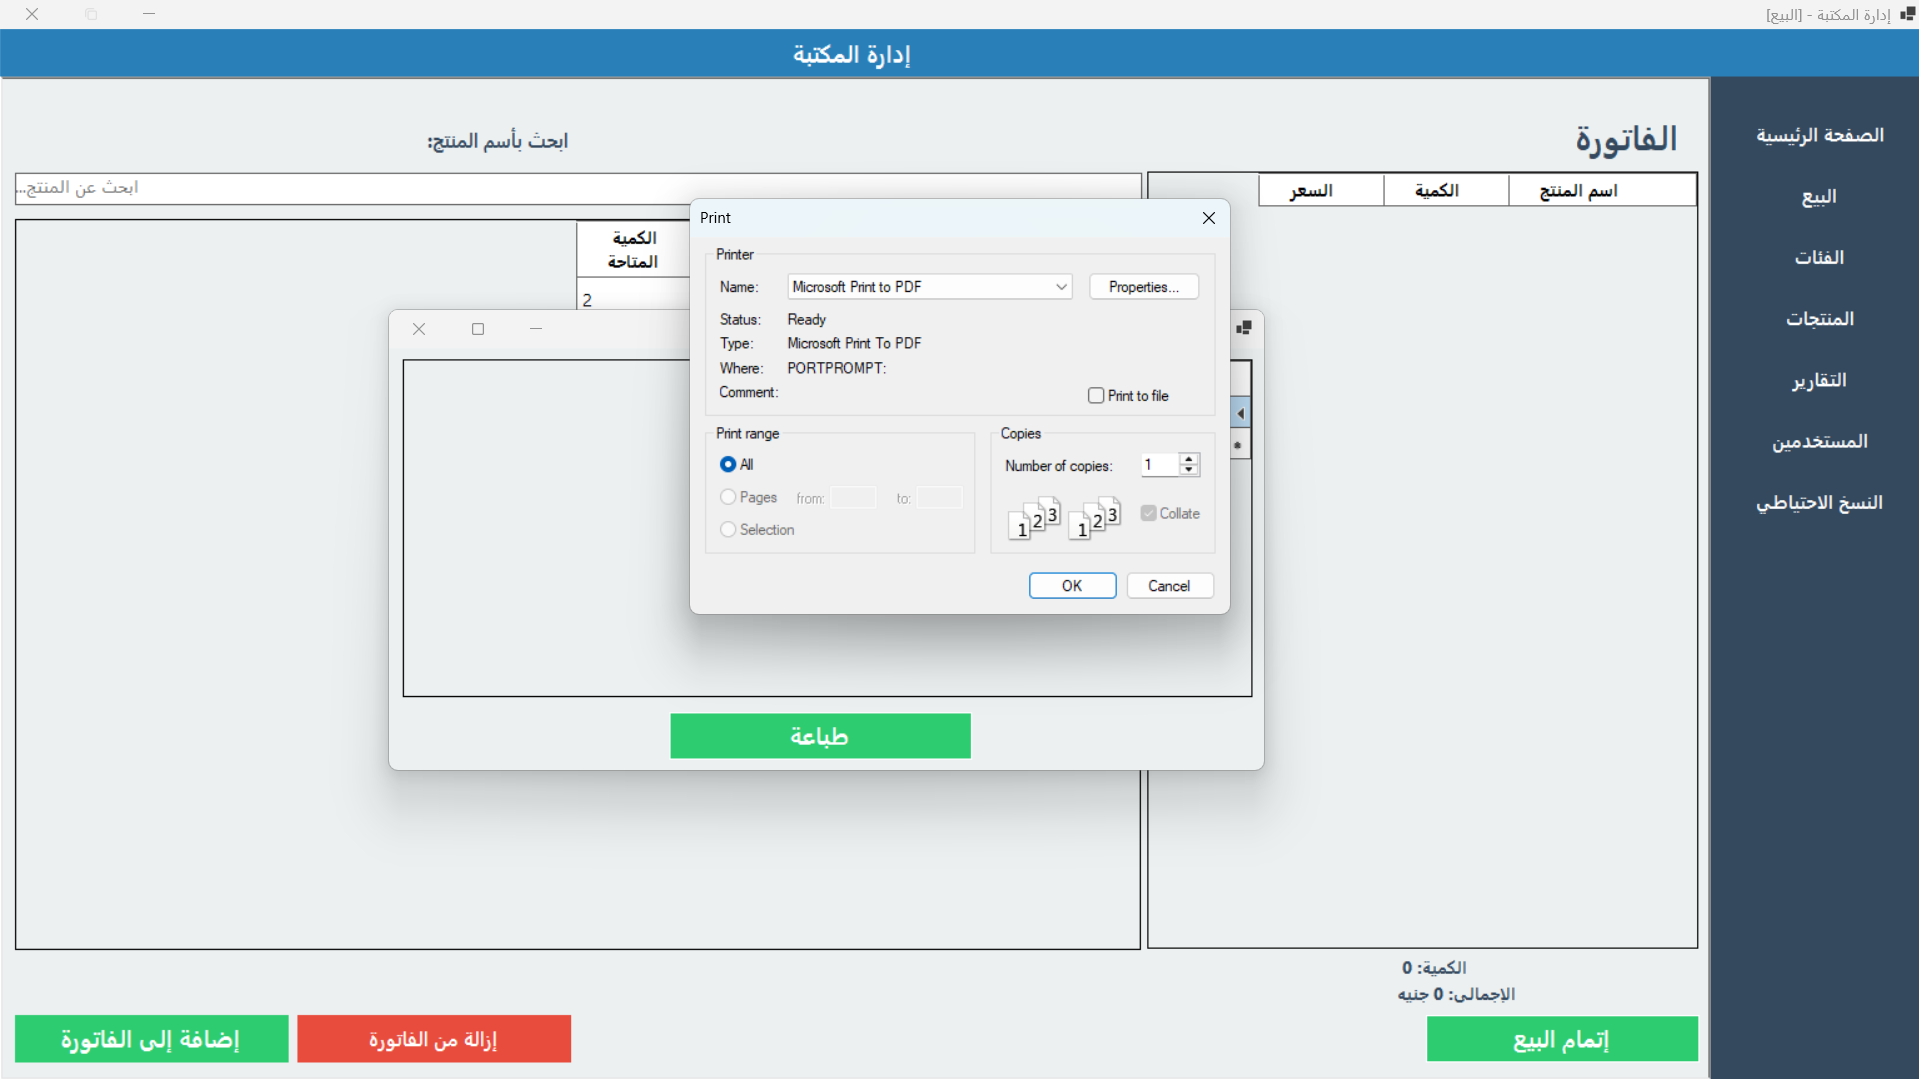 إدارة المكتبة - [البيع]
إدارة المكتبة
الصفحة الرئيسية
البيع
الفئات
المنتجات
التقارير
المستخدمين
النسخ الاحتياطي
الفاتورة
اسم المنتج
الكمية
السعر
ابحث بأسم المنتج:
ابحث عن المنتج...
الكمية
المتاحة
2
Print
Printer
Name:
Microsoft Print to PDF
Properties...
Status:
Ready
Type:
Microsoft Print To PDF
Where:
PORTPROMPT:
Comment:
Print to file
Print range
All
Pages
from:
to:
Selection
Copies
Number of copies:
1
1 2 3
1 2 3
Collate
OK
Cancel
طباعة
الكمية: 0
الإجمالى: 0 جنيه
إتمام البيع
إزالة من الفاتورة
إضافة إلى الفاتورة